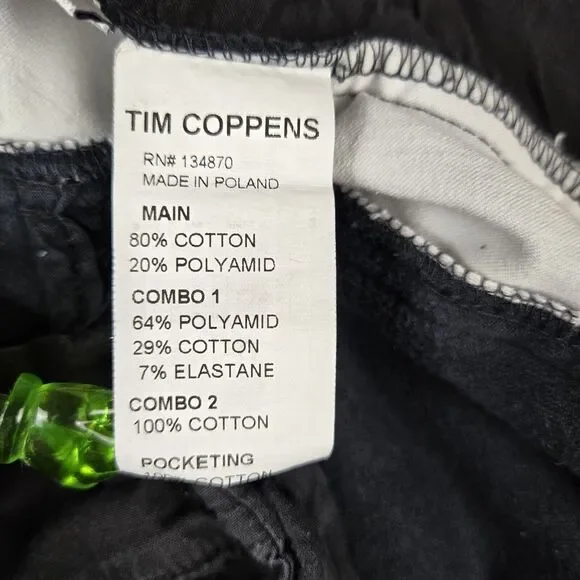 TIM COPPENS
RN# 134870
MADE IN POLAND
MAIN
80% COTTON
20% POLYAMID
COMBO 1
64% POLYAMID
29% COTTON
7% ELASTANE
COMBO 2
100% COTTON
POCKETING
COTTON